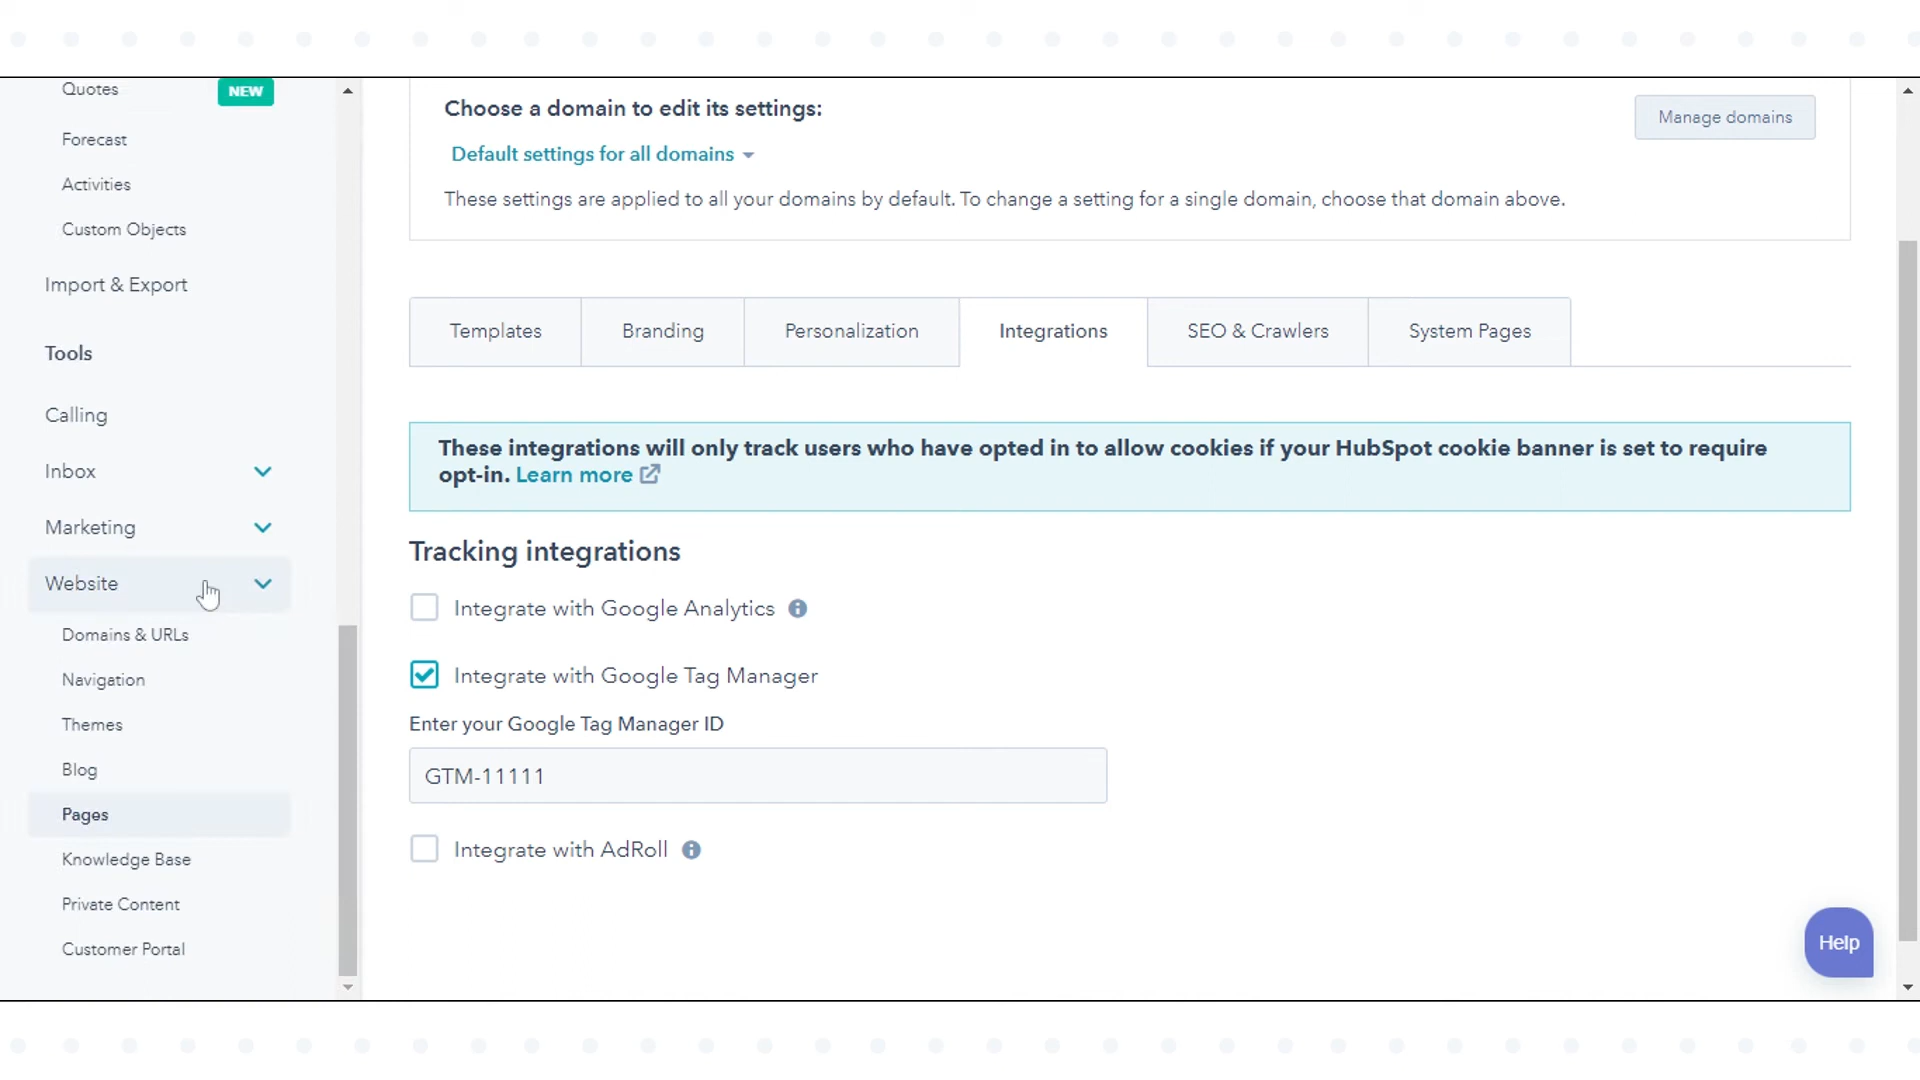 Quotes
NEW
Forecast
Activities
Custom Objects
Import & Export
Tools
Calling
Inbox
Marketing
Website
Domains & URLs
Navigation
Themes
Blog
Pages
Knowledge Base
Private Content
Customer Portal
Choose a domain to edit its settings:
Manage domains
Default settings for all domains
These settings are applied to all your domains by default. To change a setting for a single domain, choose that domain above.
Templates
Branding
Personalization
Integrations
SEO & Crawlers
System Pages
These integrations will only track users who have opted in to allow cookies if your HubSpot cookie banner is set to require
opt-in. Learn more
Tracking integrations
Integrate with Google Analytics
Integrate with Google Tag Manager
Enter your Google Tag Manager ID
GTM-11111
Integrate with AdRoll
Help